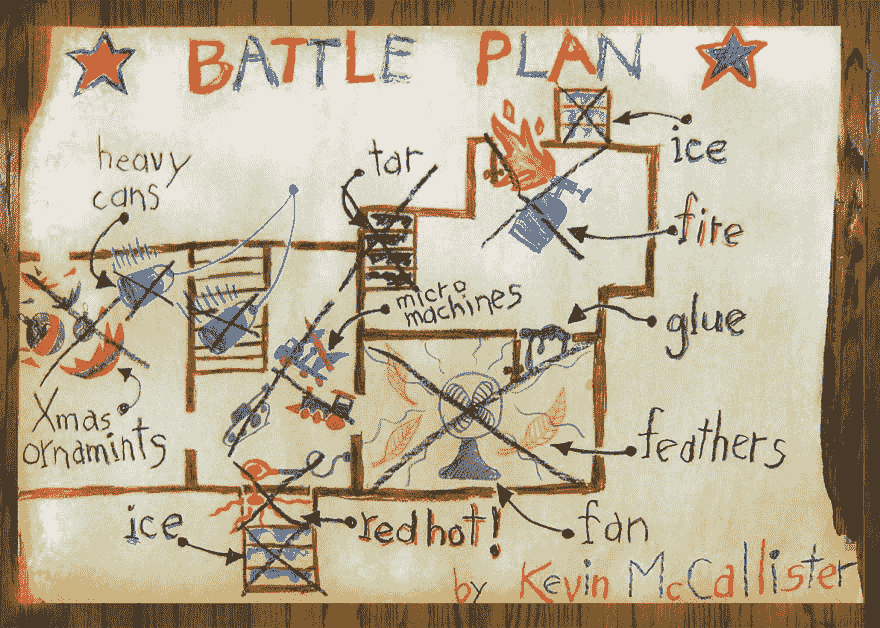 BATTLE PLAN
heavy
cans
tar
ice
fire
micro
machines
glue
Xmas
ornamints
feathers
ice
red hot!
fan
by Kevin McCallister